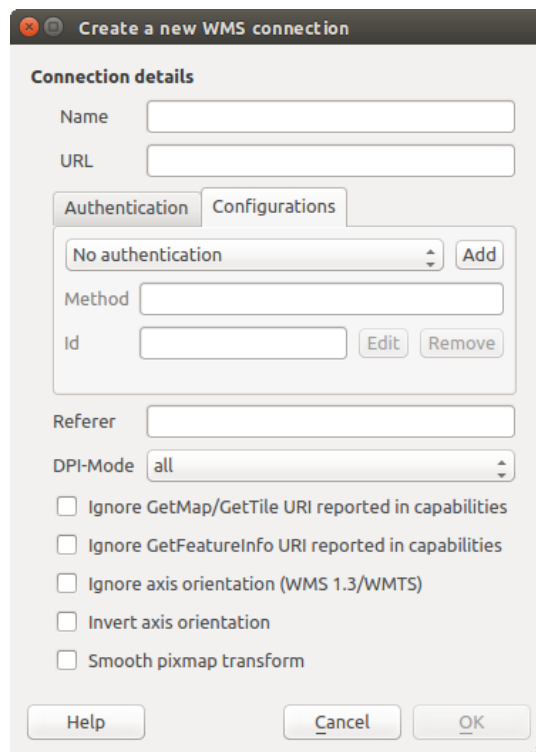 Create a new WMS connection
Connection details
Name
URL
Authentication Configurations
No authentication Add
Method
Id Edit Remove
Referer
DPI-Mode all
Ignore GetMap/GetTile URI reported in capabilities
Ignore GetFeatureInfo URI reported in capabilities
Ignore axis orientation (WMS 1.3/WMTS)
Invert axis orientation
Smooth pixmap transform
Help Cancel OK